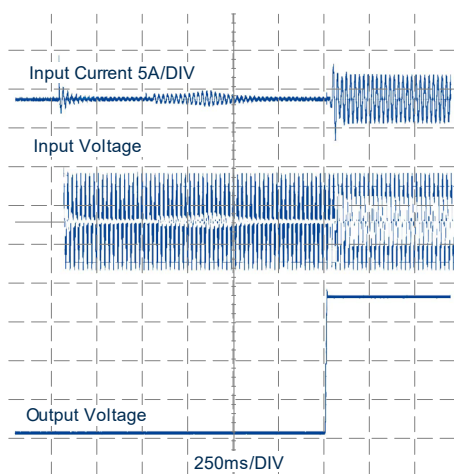 Input Current 5A/DIV
Input Voltage
Output Voltage
250ms/DIV